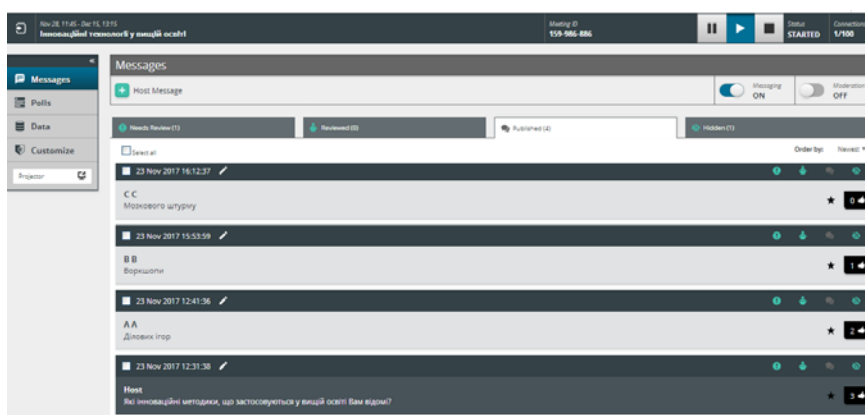 Nov 28, 11:45 - Dec 15, 13:15
Інноваційні технології у вищій освіті
Meeting ID
159-986-886
Status
STARTED
Connections
1/100
Messages
Polls
Data
Customize
Projector
Messages
Host Message
Messaging
ON
Moderation
OFF
Needs Review (1)
Reviewed (0)
Published (4)
Hidden (1)
Select all
Order by:
Newest
23 Nov 2017 16:12:37
C C
Мозкового штурму
0
23 Nov 2017 15:53:59
B B
Воркшопи
1
23 Nov 2017 12:41:36
A A
Ділових ігор
2
23 Nov 2017 12:31:38
Host
Які інноваційні методики, що застосовуються у вищій освіті Вам відомі?
3